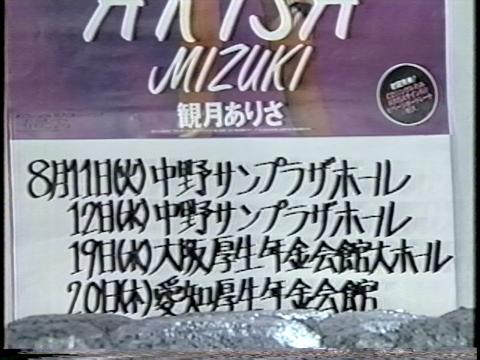 ARISA
MIZUKI
観月ありさ
8月11日(火)中野サンプラザホール
12日(水)中野サンプラザホール
19日(水)大阪厚生年金会館大ホール
20日(木)愛知厚生年金会館